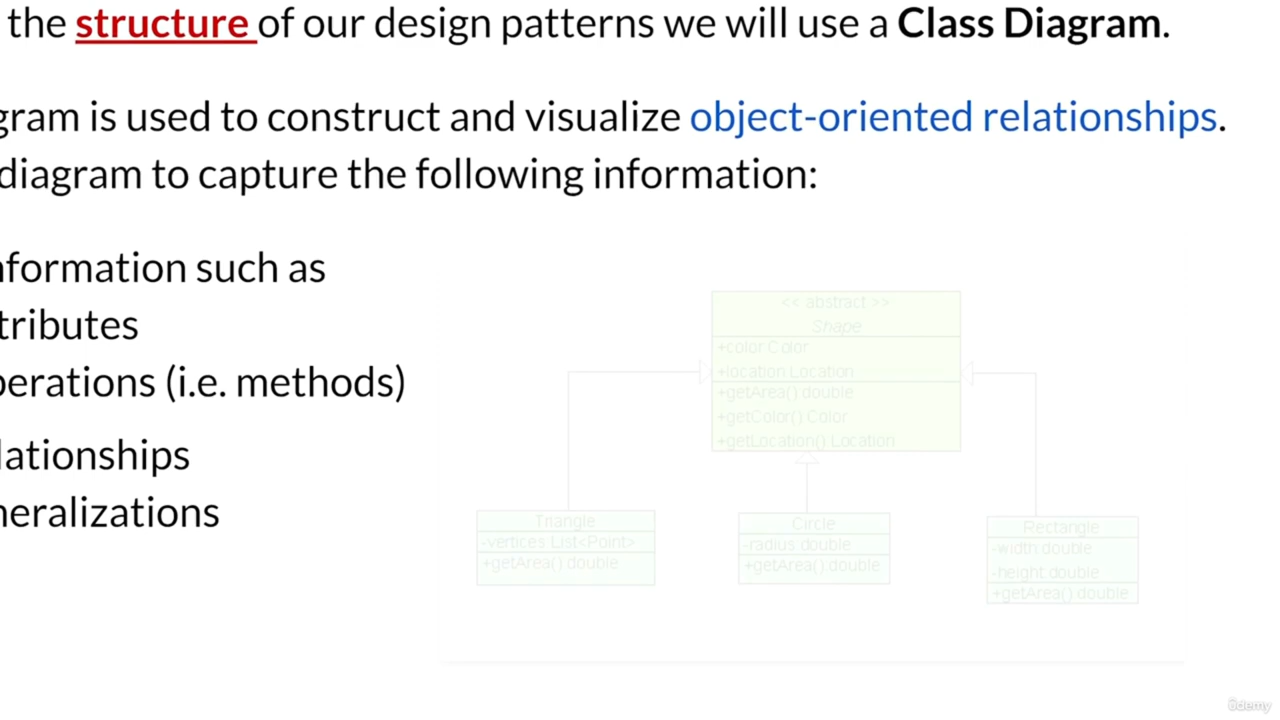 the structure of our design patterns we will use a Class Diagram.
gram is used to construct and visualize object-oriented relationships.
diagram to capture the following information:
nformation such as
tributes
perations (i.e. methods)
lationships
neralizations
<< abstract >>
Shape
+color Color
+location Location
+getArea() double
+getColor() Color
+getLocation() Location
Triangle
-vertices List<Point>
+getArea() double
Circle
-radius double
+getArea() double
Rectangle
-width double
-height double
+getArea() double
ûdemy